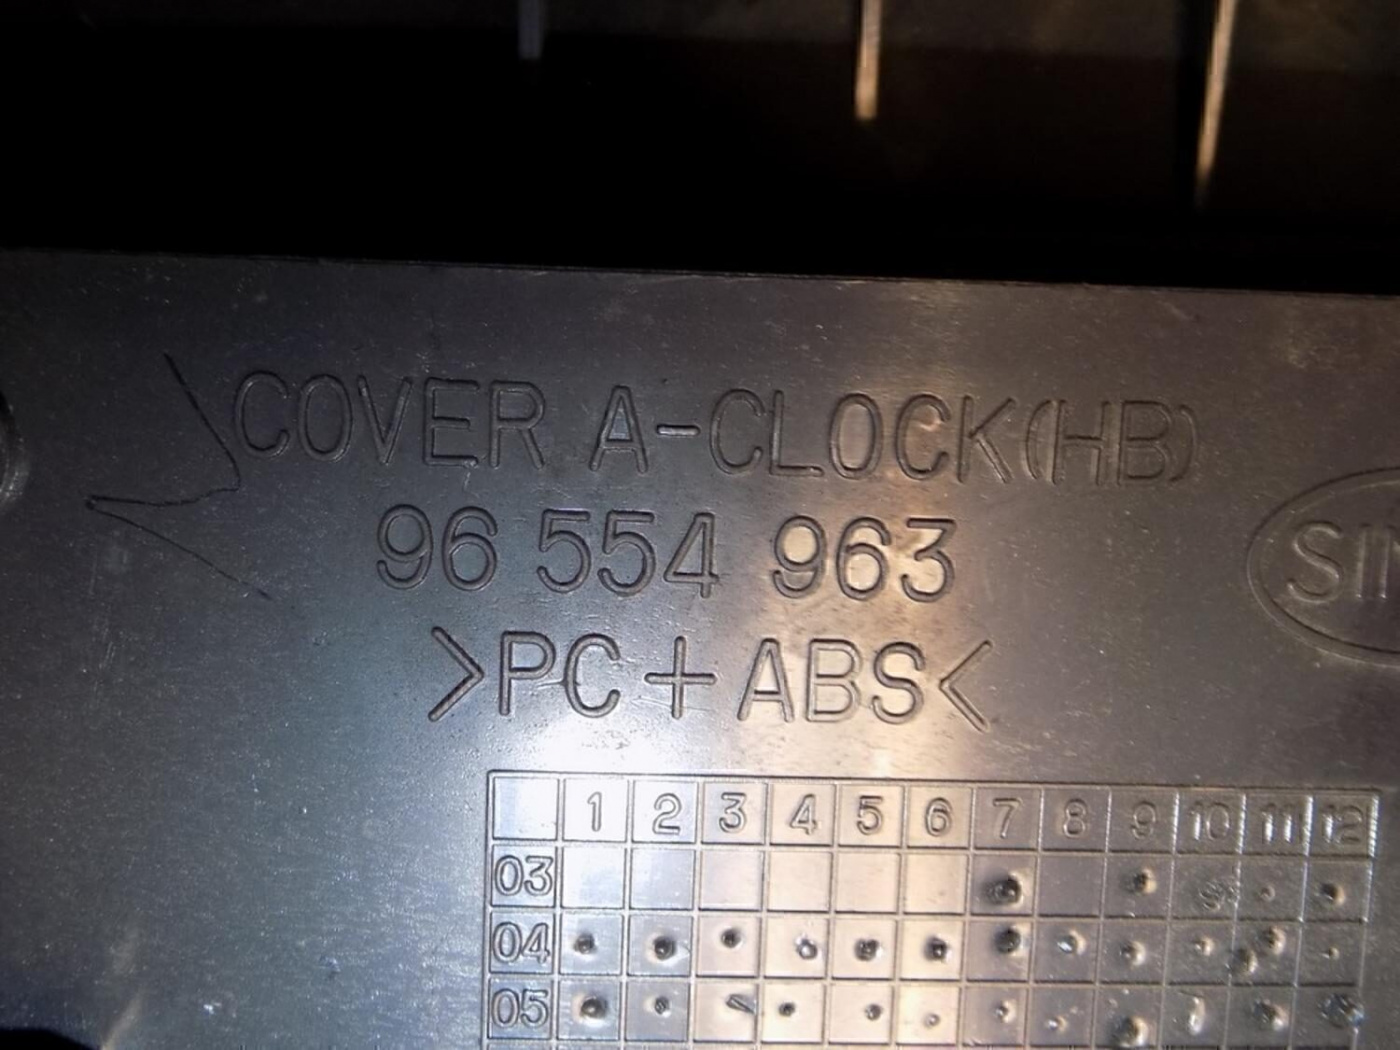 COVER A-CLOCK(HB)
96 554 963
>PC+ABS<
1 2 3 4 5 6 7 8 9 10 11 12
03
04
05